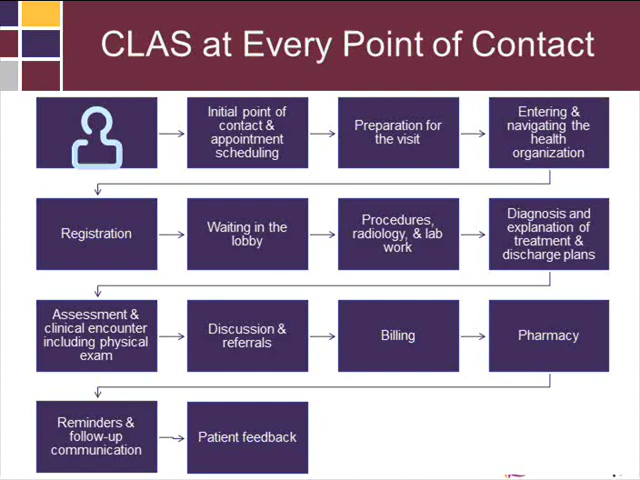 CLAS at Every Point of Contact
Initial point of
contact &
appointment
scheduling
Preparation for
the visit
Entering &
navigating the
health
organization
Registration
Waiting in the
lobby
Procedures,
radiology, & lab
work
Diagnosis and
explanation of
treatment &
discharge plans
Assessment &
clinical encounter
including physical
exam
Discussion &
referrals
Billing
Pharmacy
Reminders &
follow-up
communication
Patient feedback